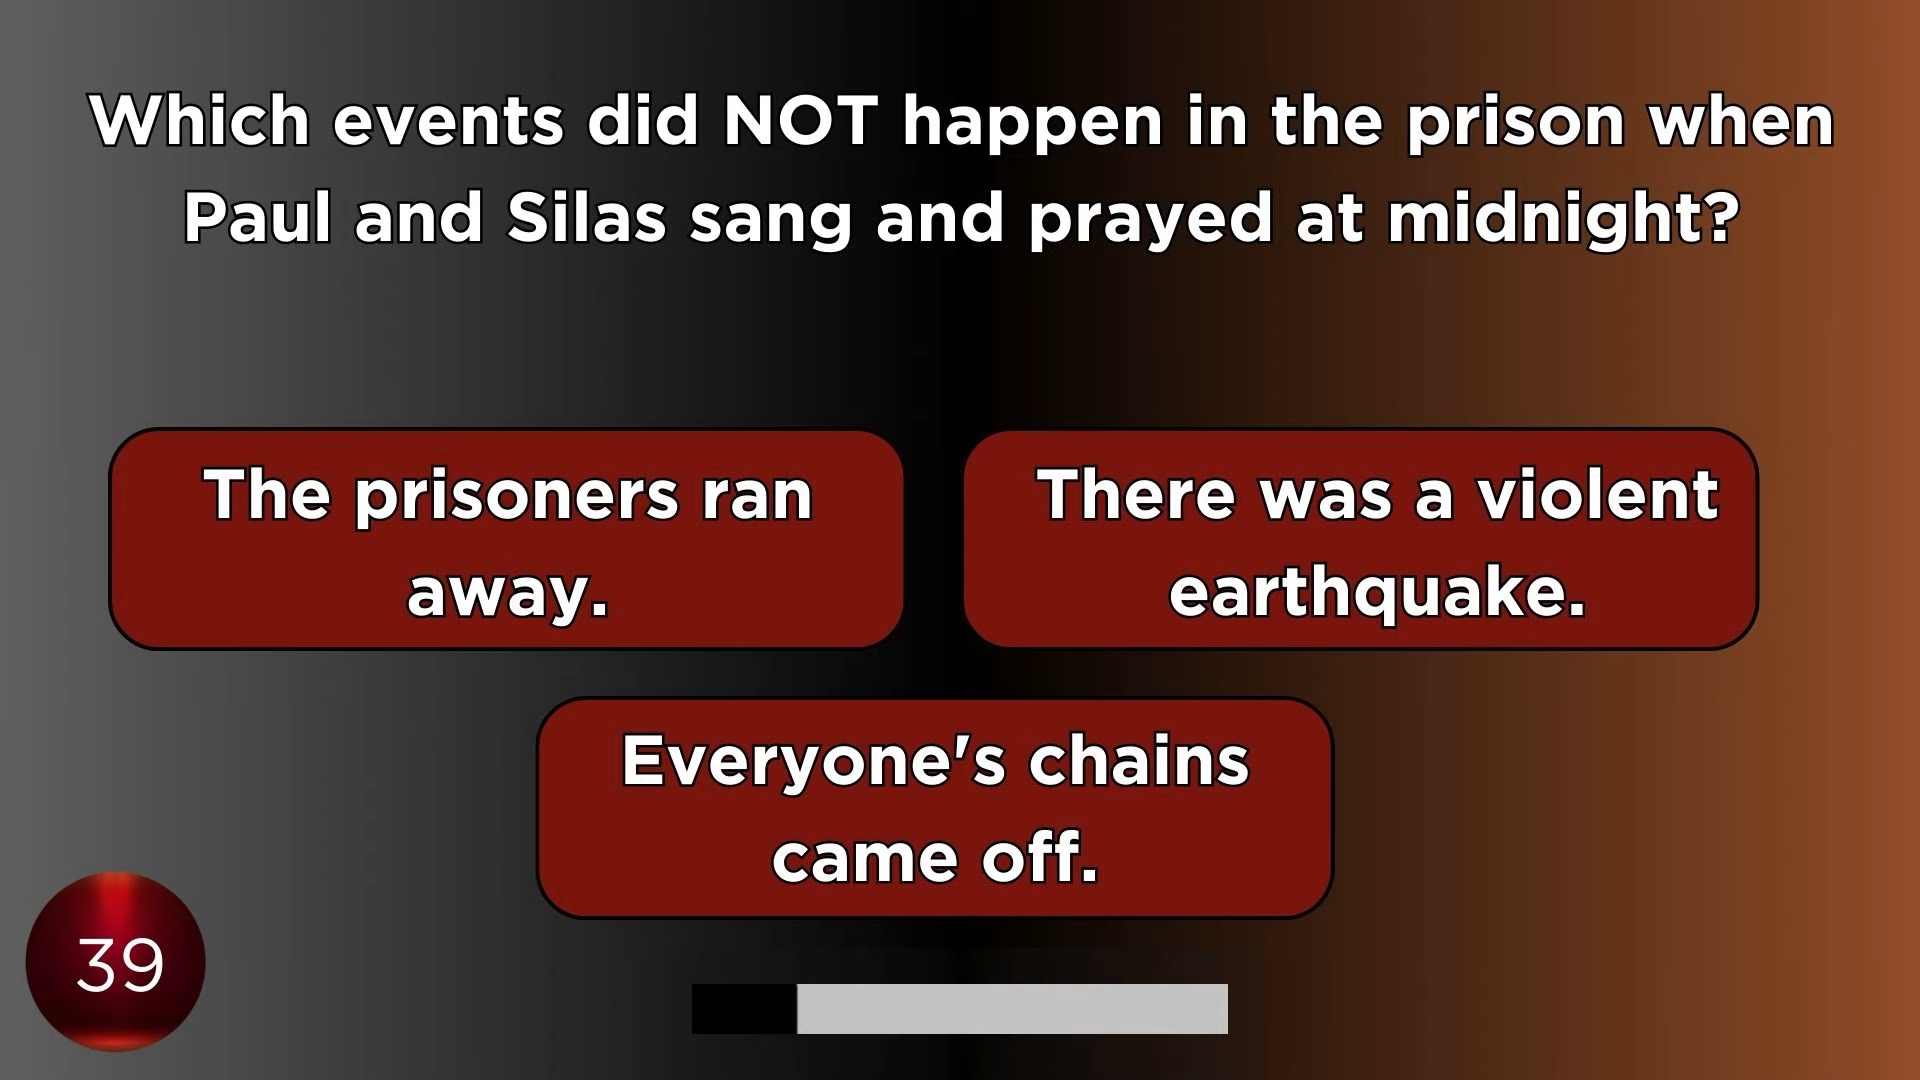 Which events did NOT happen in the prison when
Paul and Silas sang and prayed at midnight?
The prisoners ran
away.
There was a violent
earthquake.
Everyone's chains
came off.
39